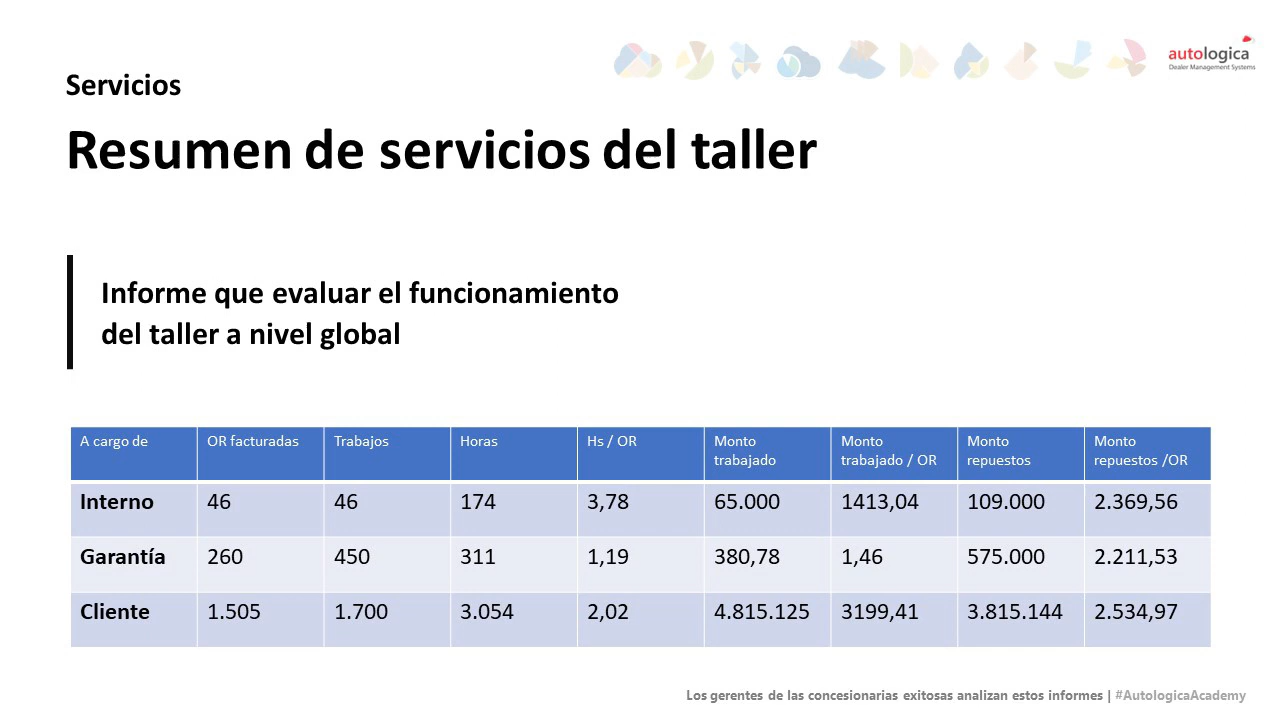 autologica
Dealer Management Systems
Servicios
Resumen de servicios del taller
Informe que evaluar el funcionamiento
del taller a nivel global
A cargo de OR facturadas Trabajos Horas Hs / OR Monto trabajado Monto trabajado / OR Monto repuestos Monto repuestos /OR
Interno 46 46 174 3,78 65.000 1413,04 109.000 2.369,56
Garantía 260 450 311 1,19 380,78 1,46 575.000 2.211,53
Cliente 1.505 1.700 3.054 2,02 4.815.125 3199,41 3.815.144 2.534,97
Los gerentes de las concesionarias exitosas analizan estos informes | #AutologicaAcademy